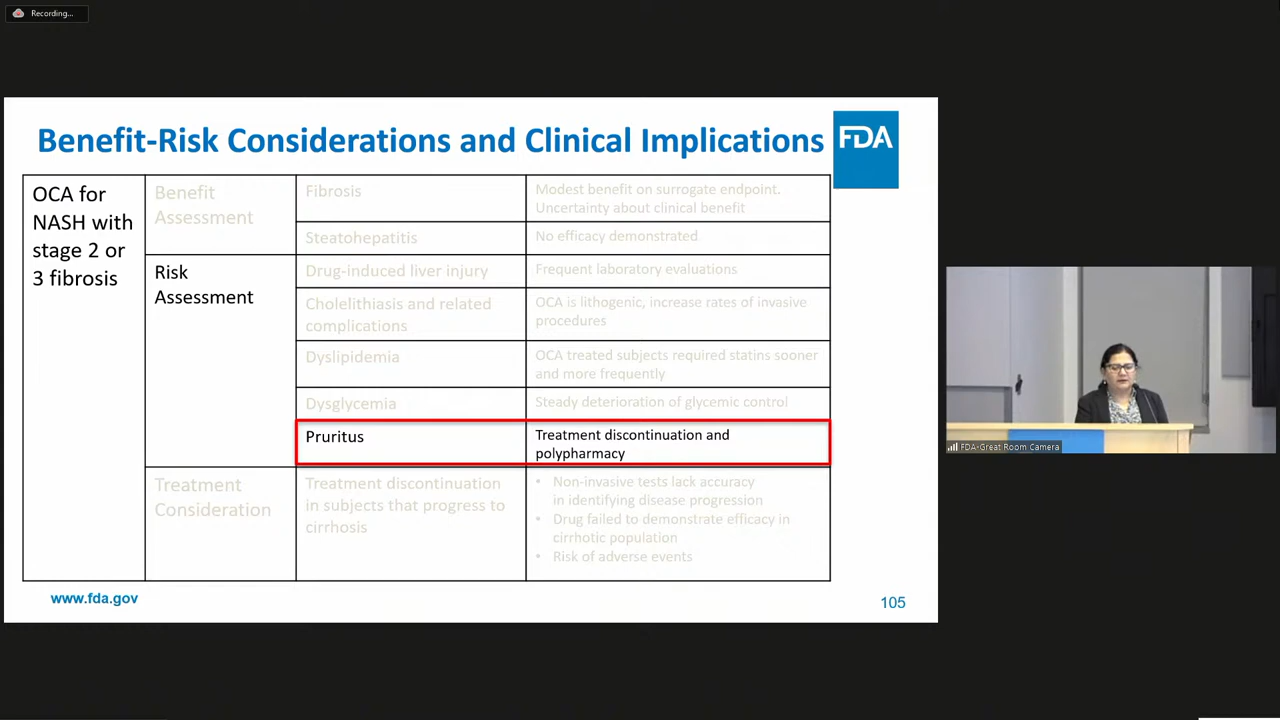 Recording...
Benefit-Risk Considerations and Clinical Implications
FDA
OCA for
NASH with
stage 2 or
3 fibrosis
Benefit
Assessment
Fibrosis
Modest benefit on surrogate endpoint.
Uncertainty about clinical benefit
Steatohepatitis
No efficacy demonstrated
Risk
Assessment
Drug-induced liver injury
Frequent laboratory evaluations
Cholelithiasis and related
complications
OCA is lithogenic, increase rates of invasive
procedures
Dyslipidemia
OCA treated subjects required statins sooner
and more frequently
Dysglycemia
Steady deterioration of glycemic control
Pruritus
Treatment discontinuation and
polypharmacy
Treatment
Consideration
Treatment discontinuation
in subjects that progress to
cirrhosis
• Non-invasive tests lack accuracy
in identifying disease progression
• Drug failed to demonstrate efficacy in
cirrhotic population
• Risk of adverse events
www.fda.gov
105
FDA-Great Room Camera